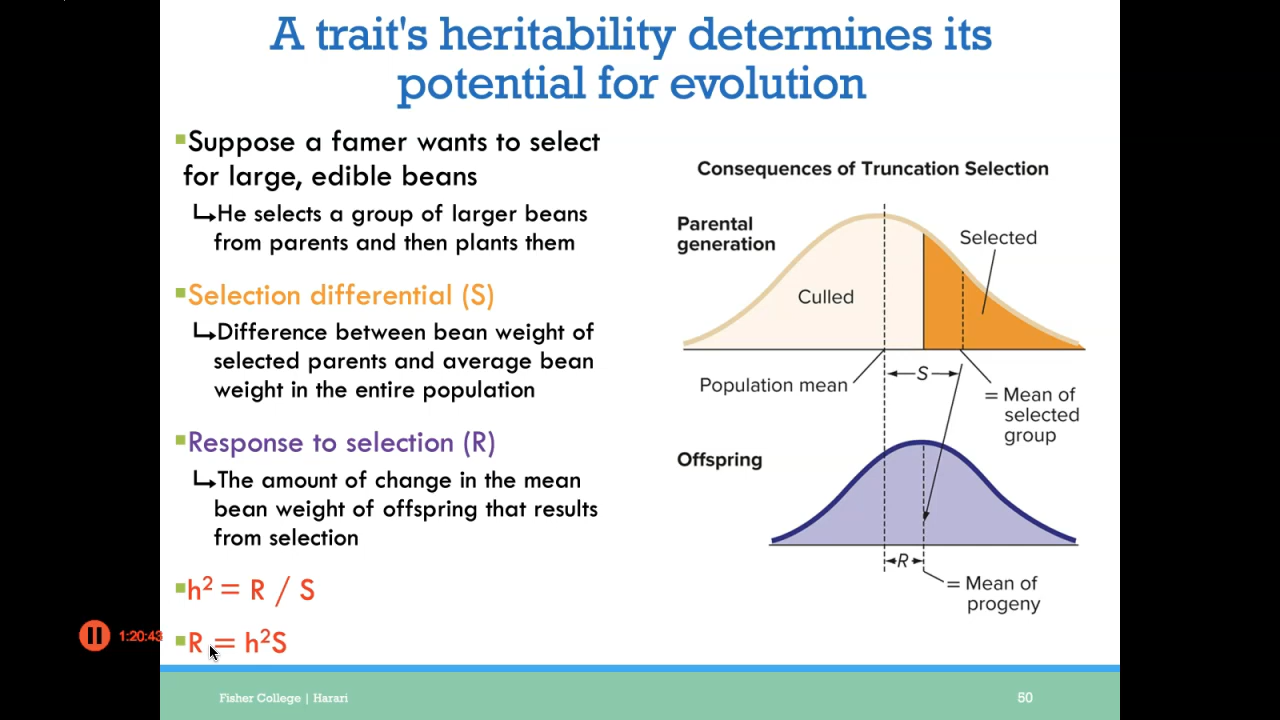 A trait's heritability determines its
potential for evolution
Suppose a famer wants to select
for large, edible beans
He selects a group of larger beans
from parents and then plants them
Selection differential (S)
Difference between bean weight of
selected parents and average bean
weight in the entire population
Response to selection (R)
The amount of change in the mean
bean weight of offspring that results
from selection
h² = R / S
R = h²S
Consequences of Truncation Selection
Parental
generation
Selected
Culled
S
Population mean
= Mean of
selected
group
Offspring
R
= Mean of
progeny
1:20:43
Fisher College | Harari
50